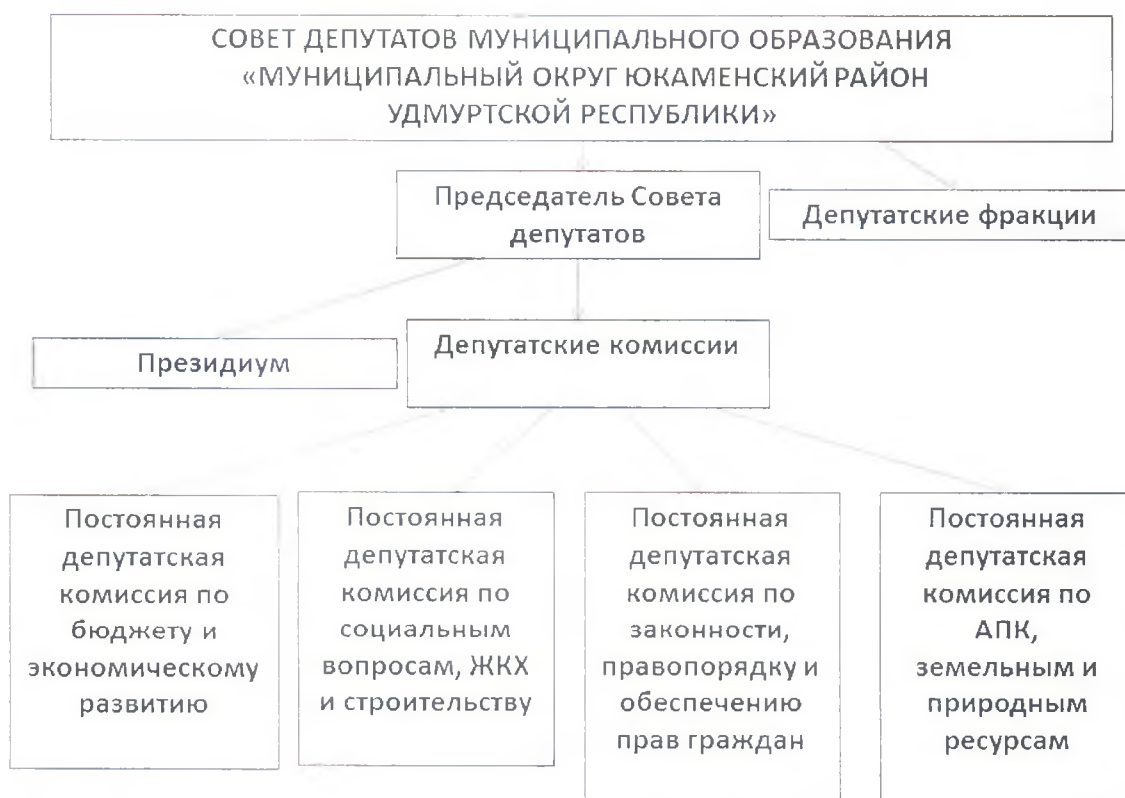 СОВЕТ ДЕПУТАТОВ МУНИЦИПАЛЬНОГО ОБРАЗОВАНИЯ
«МУНИЦИПАЛЬНЫЙ ОКРУГ ЮКАМЕНСКИЙ РАЙОН
УДМУРТСКОЙ РЕСПУБЛИКИ»
Председатель Совета
депутатов
Депутатские фракции
Президиум
Депутатские комиссии
Постоянная
депутатская
комиссия по
бюджету и
экономическому
развитию
Постоянная
депутатская
комиссия по
социальным
вопросам, ЖКХ
и строительству
Постоянная
депутатская
комиссия по
законности,
правопорядку и
обеспечению
прав граждан
Постоянная
депутатская
комиссия по
АПК,
земельным и
природным
ресурсам